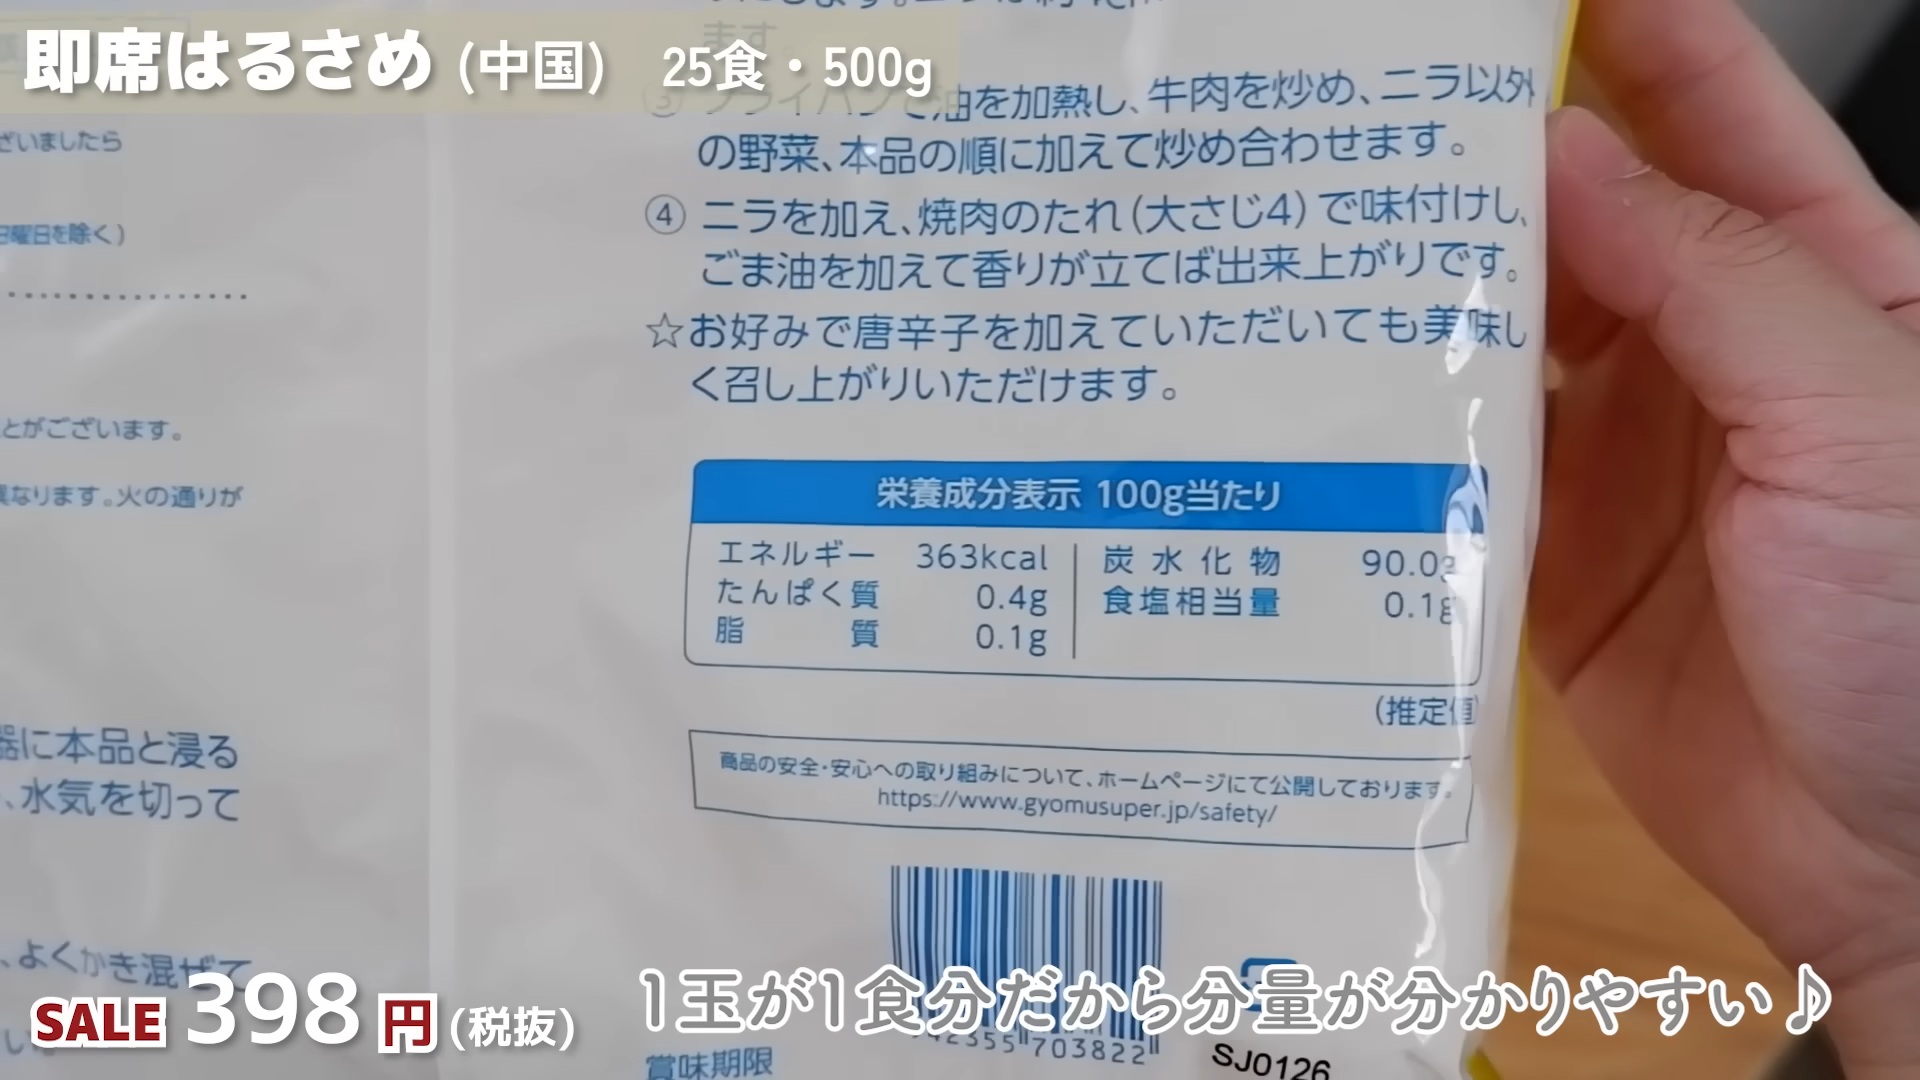 即席はるさめ (中国) 25食・500g
ます。
③ フライパンで油を加熱し、牛肉を炒め、ニラ以外
の野菜、本品の順に加えて炒め合わせます。
④ ニラを加え、焼肉のたれ(大さじ4)で味付けし、
ごま油を加えて香りが立てば出来上がりです。
☆お好みで唐辛子を加えていただいても美味し
く召し上がりいただけます。
ざいましたら
日曜日を除く)
とがございます。
異なります。火の通りが
器に本品と浸る
、水気を切って
、よくかき混ぜて
栄養成分表示 100g当たり
エネルギー 363kcal
たんぱく質 0.4g
脂質 0.1g
炭水化物 90.0g
食塩相当量 0.1g
(推定値)
商品の安全・安心への取り組みについて、ホームページにて公開しております。
https://www.gyomusuper.jp/safety/
42355 703822
賞味期限
SJ0126
SALE 398円(税抜)
1玉が1食分だから分量が分かりやすい♪